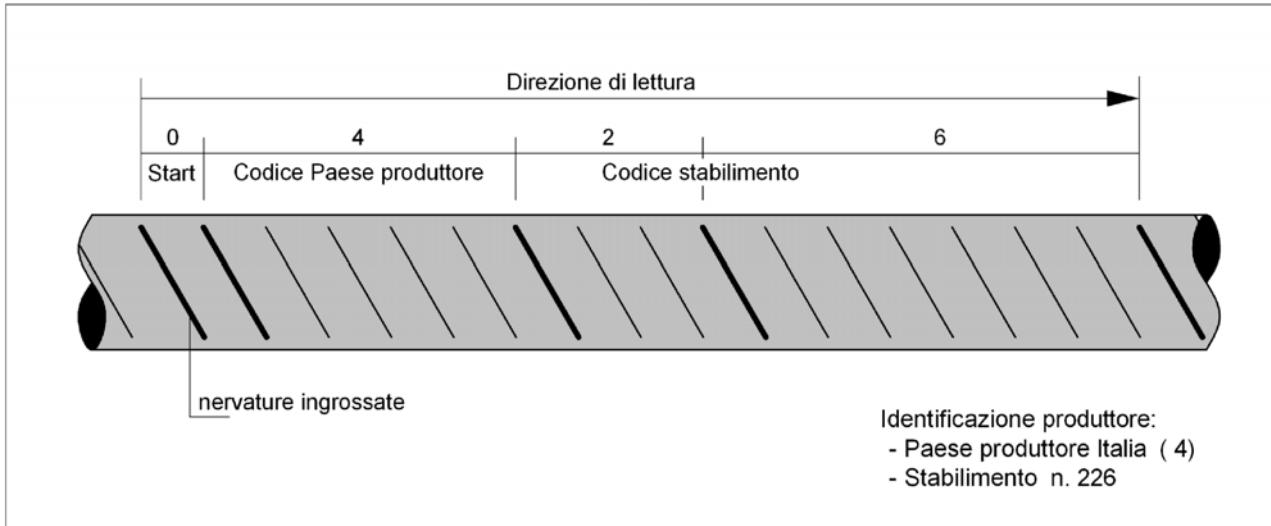 Direzione di lettura
0 4 2 6
Start Codice Paese produttore Codice stabilimento
nervature ingrossate
Identificazione produttore:
- Paese produttore Italia ( 4)
- Stabilimento n. 226